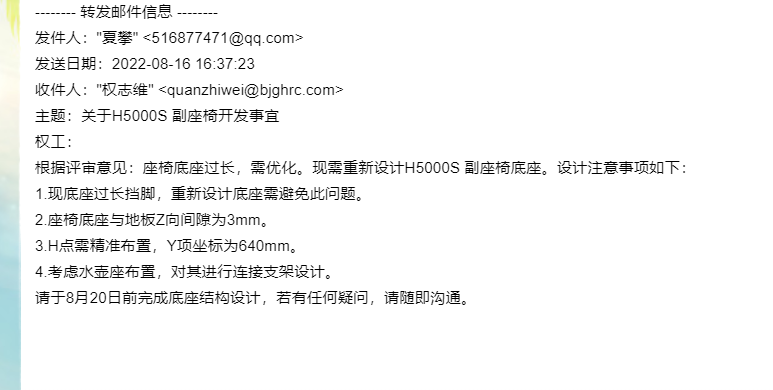 -------- 转发邮件信息 --------
发件人："夏攀" <516877471@qq.com>
发送日期：2022-08-16 16:37:23
收件人："权志维" <quanzhiwei@bjghrc.com>
主题：关于H5000S 副座椅开发事宜
权工：
根据评审意见：座椅底座过长，需优化。现需重新设计H5000S 副座椅底座。设计注意事项如下：
1.现底座过长挡脚，重新设计底座需避免此问题。
2.座椅底座与地板Z向间隙为3mm。
3.H点需精准布置，Y项坐标为640mm。
4.考虑水壶座布置，对其进行连接支架设计。
请于8月20日前完成底座结构设计，若有任何疑问，请随即沟通。